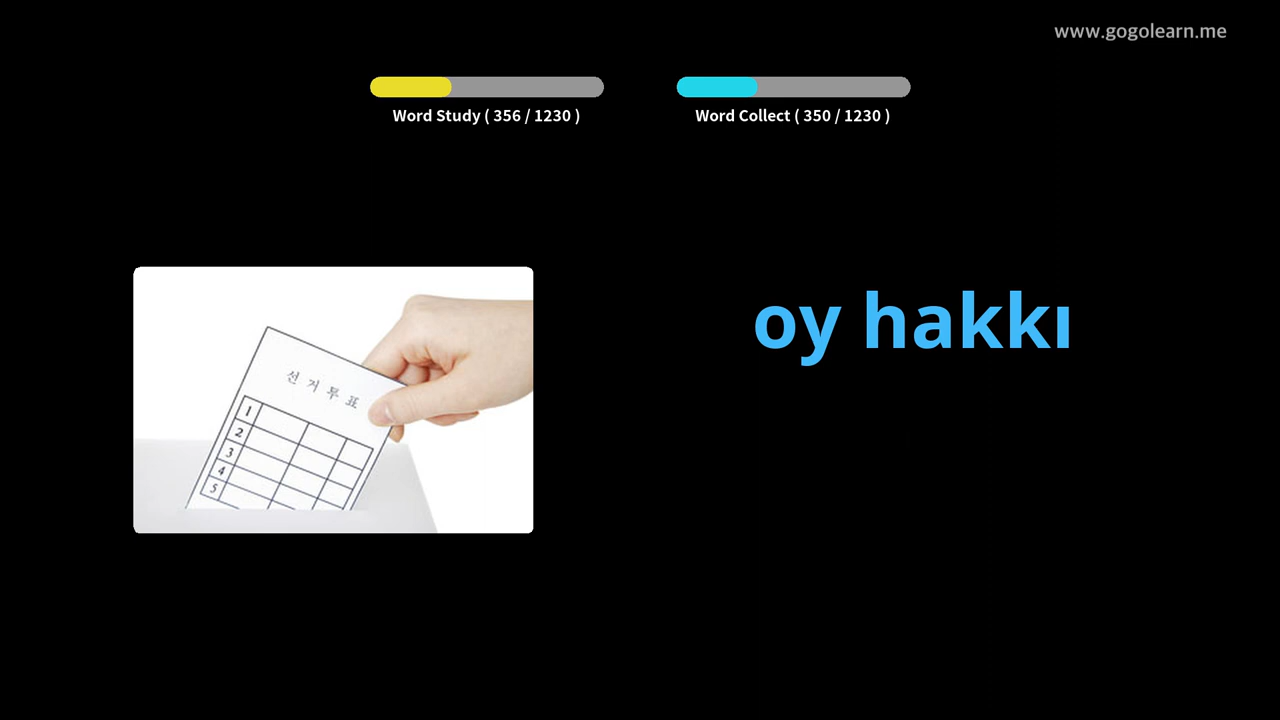 www.gogolearn.me
Word Study ( 356 / 1230 )
Word Collect ( 350 / 1230 )
oy hakkı
선거투표
1
2
3
4
5